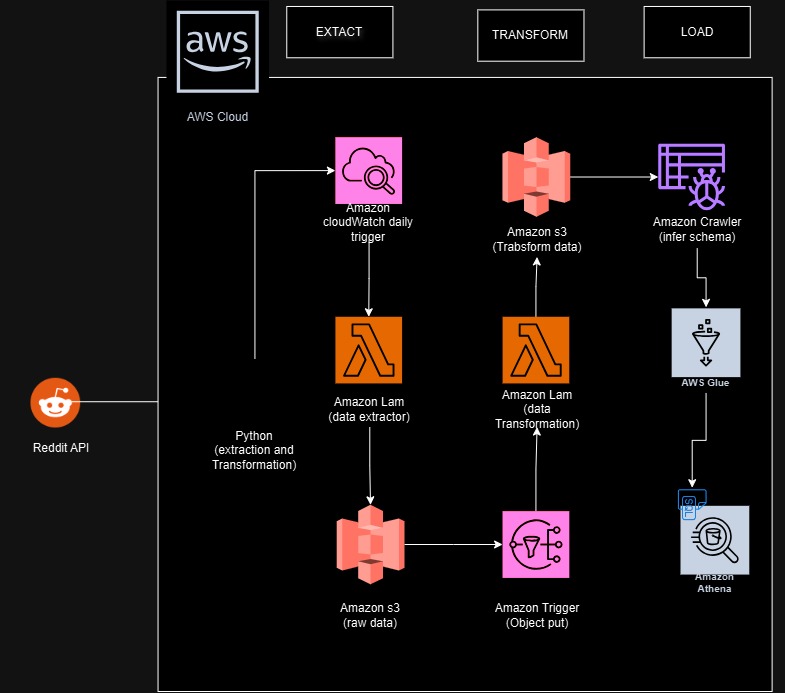 EXTACT
TRANSFORM
LOAD
aws
AWS Cloud
Amazon
cloudWatch daily
trigger
Amazon s3
(Trabsform data)
Amazon Crawler
(infer schema)
Amazon Lam
(data extractor)
Amazon Lam
(data
Transformation)
AWS Glue
Reddit API
Python
(extraction and
Transformation)
SQL
Amazon
Athena
Amazon s3
(raw data)
Amazon Trigger
(Object put)